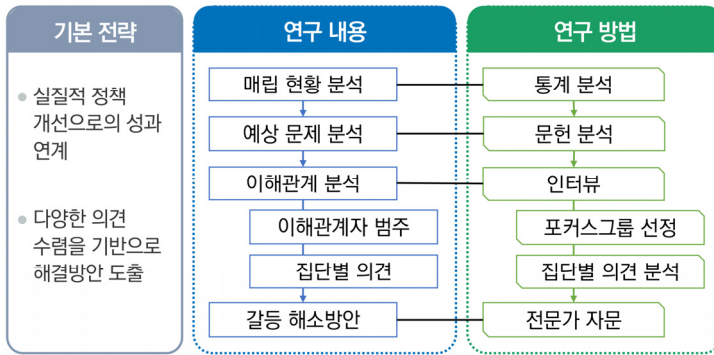 기본 전략
실질적 정책
개선으로의 성과
연계
다양한 의견
수렴을 기반으로
해결방안 도출
연구 내용
매립 현황 분석
예상 문제 분석
이해관계 분석
이해관계자 범주
집단별 의견
갈등 해소방안
연구 방법
통계 분석
문헌 분석
인터뷰
포커스그룹 선정
집단별 의견 분석
전문가 자문